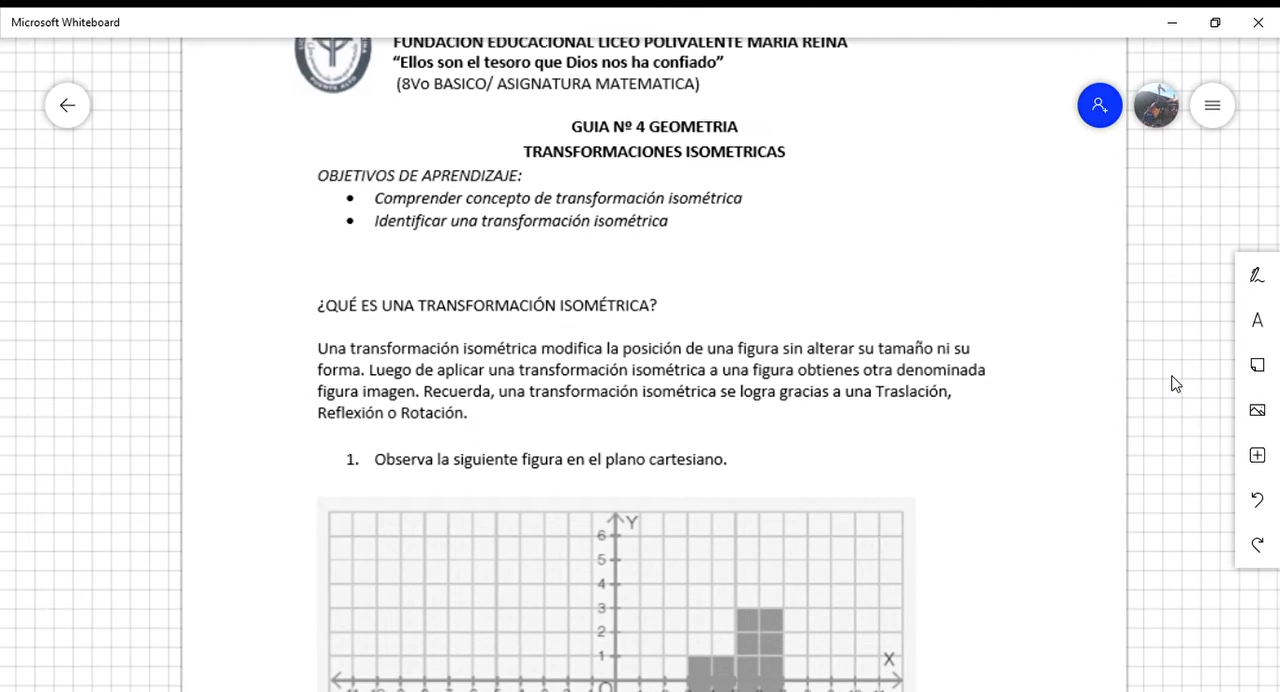 Microsoft Whiteboard
FUNDACION EDUCACIONAL LICEO POLIVALENTE MARIA REINA
“Ellos son el tesoro que Dios nos ha confiado”
(8Vo BASICO/ ASIGNATURA MATEMATICA)
GUIA Nº 4 GEOMETRIA
TRANSFORMACIONES ISOMETRICAS
OBJETIVOS DE APRENDIZAJE:
• Comprender concepto de transformación isométrica
• Identificar una transformación isométrica
¿QUÉ ES UNA TRANSFORMACIÓN ISOMÉTRICA?
Una transformación isométrica modifica la posición de una figura sin alterar su tamaño ni su
forma. Luego de aplicar una transformación isométrica a una figura obtienes otra denominada
figura imagen. Recuerda, una transformación isométrica se logra gracias a una Traslación,
Reflexión o Rotación.
1. Observa la siguiente figura en el plano cartesiano.
Y
6
5
4
3
2
1
X